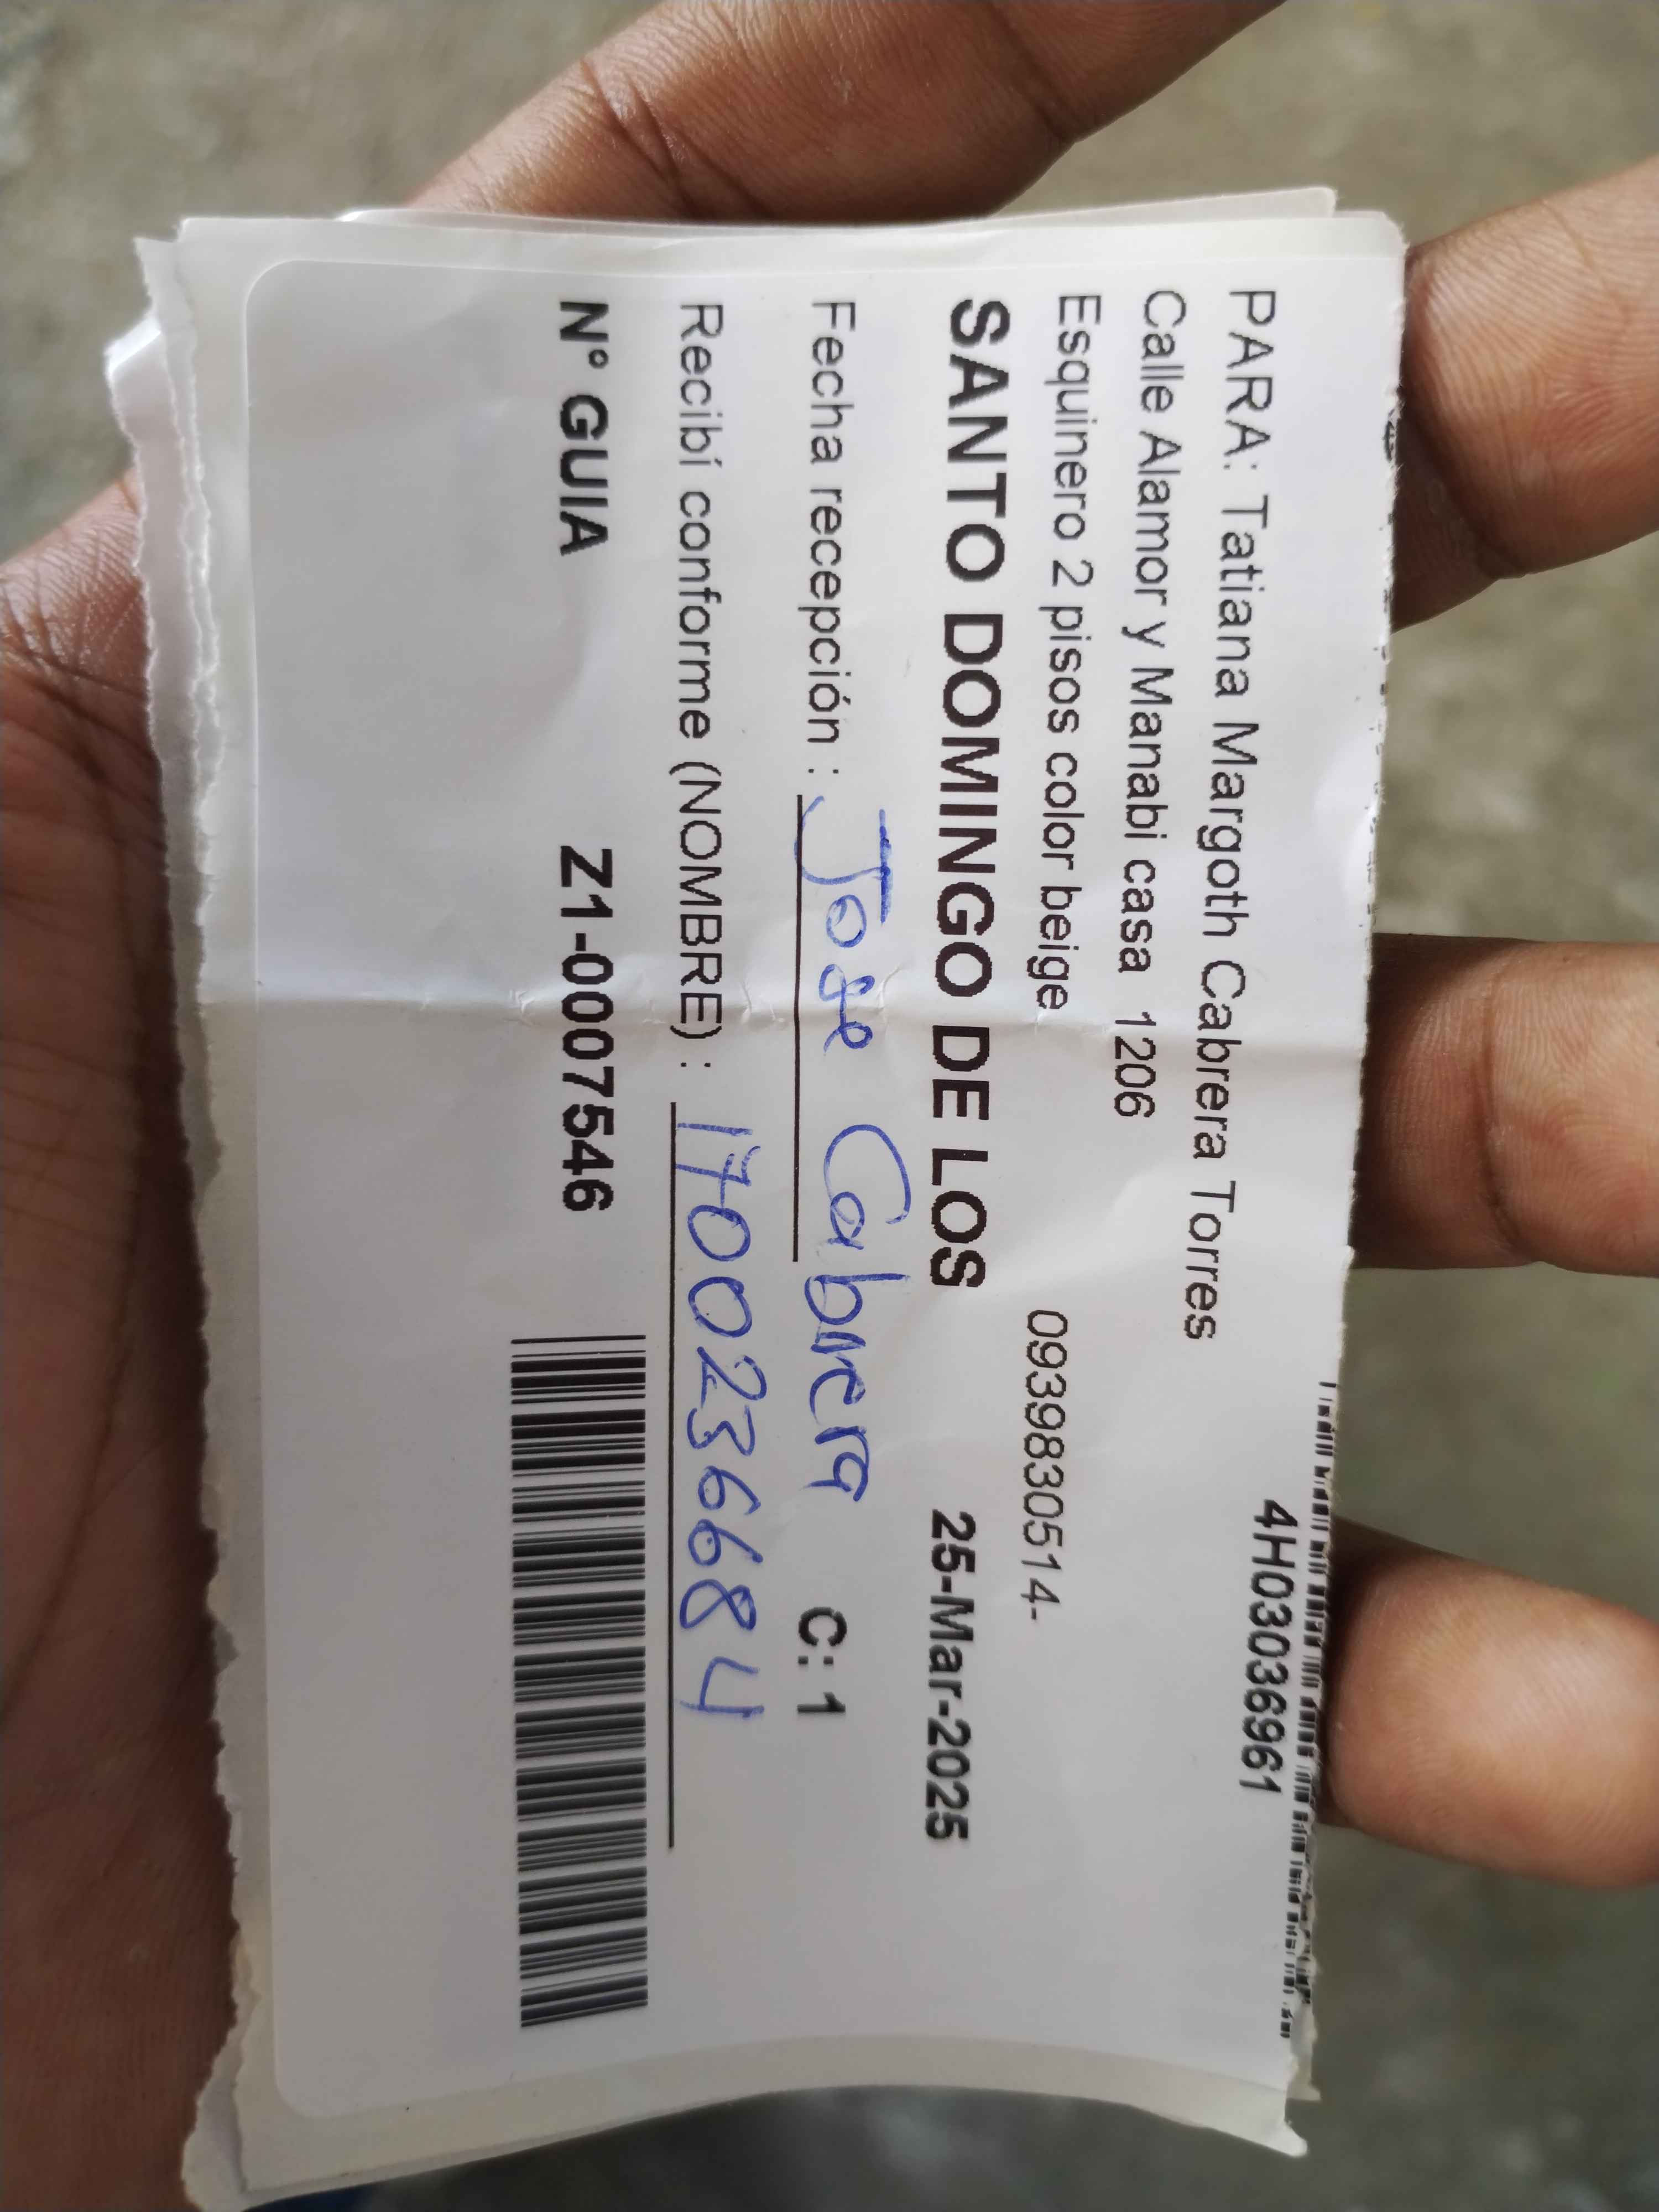 4H03036961
PARA: Tatiana Margoth Cabrera Torres
Calle Alamor y Manabi casa 1206
Esquinero 2 pisos color beige 0939830514-
SANTO DOMINGO DE LOS 25-Mar-2025
Fecha recepción : Jose Cabrera C: 1
Recibí conforme (NOMBRE) : 1700236684
N° GUIA Z1-0007546